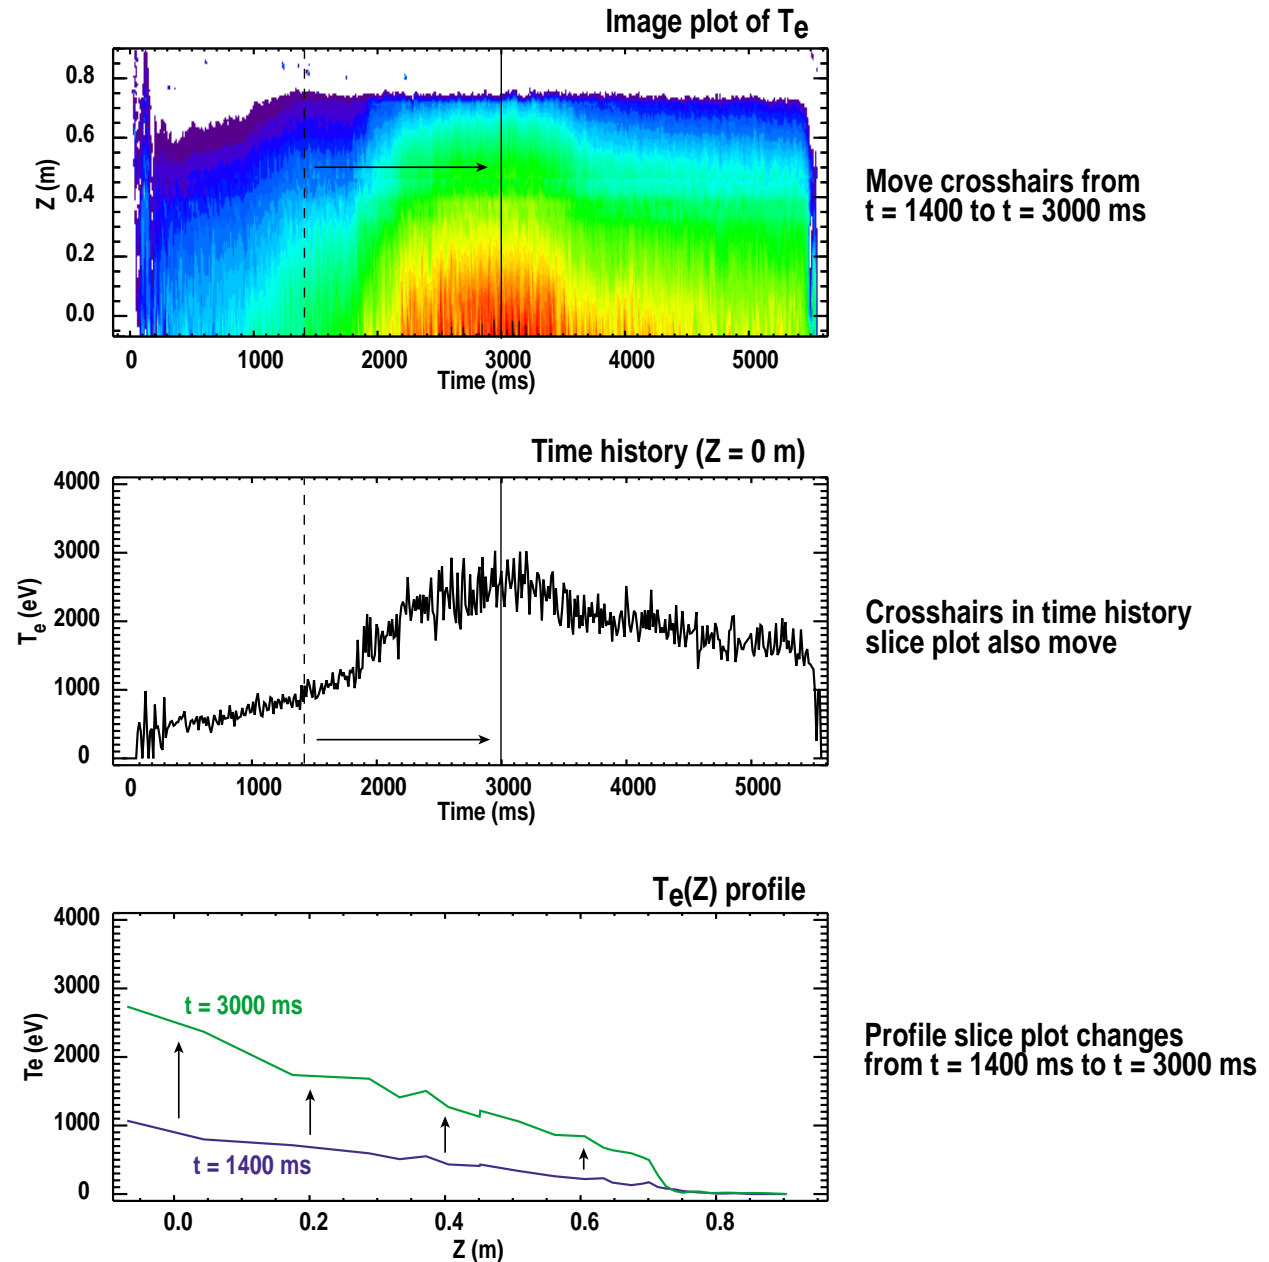 Image plot of Te
0.8
0.6
0.4
0.2
0.0
Z (m)
0 1000 2000 3000 4000 5000
Time (ms)
Move crosshairs from
t = 1400 to t = 3000 ms
Time history (Z = 0 m)
4000
3000
2000
1000
0
Te (eV)
0 1000 2000 3000 4000 5000
Time (ms)
Crosshairs in time history
slice plot also move
Te(Z) profile
4000
3000
2000
1000
0
Te (eV)
t = 3000 ms
t = 1400 ms
0.0 0.2 0.4 0.6 0.8
Z (m)
Profile slice plot changes
from t = 1400 ms to t = 3000 ms